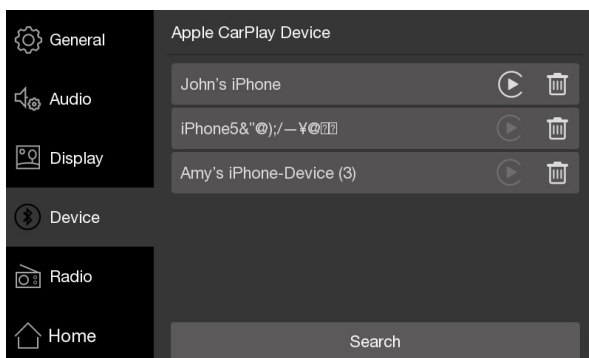 General
Audio
Display
Device
Radio
Home
Apple CarPlay Device
John's iPhone
iPhone5&"@);/—¥@⍰⍰
Amy's iPhone-Device (3)
Search